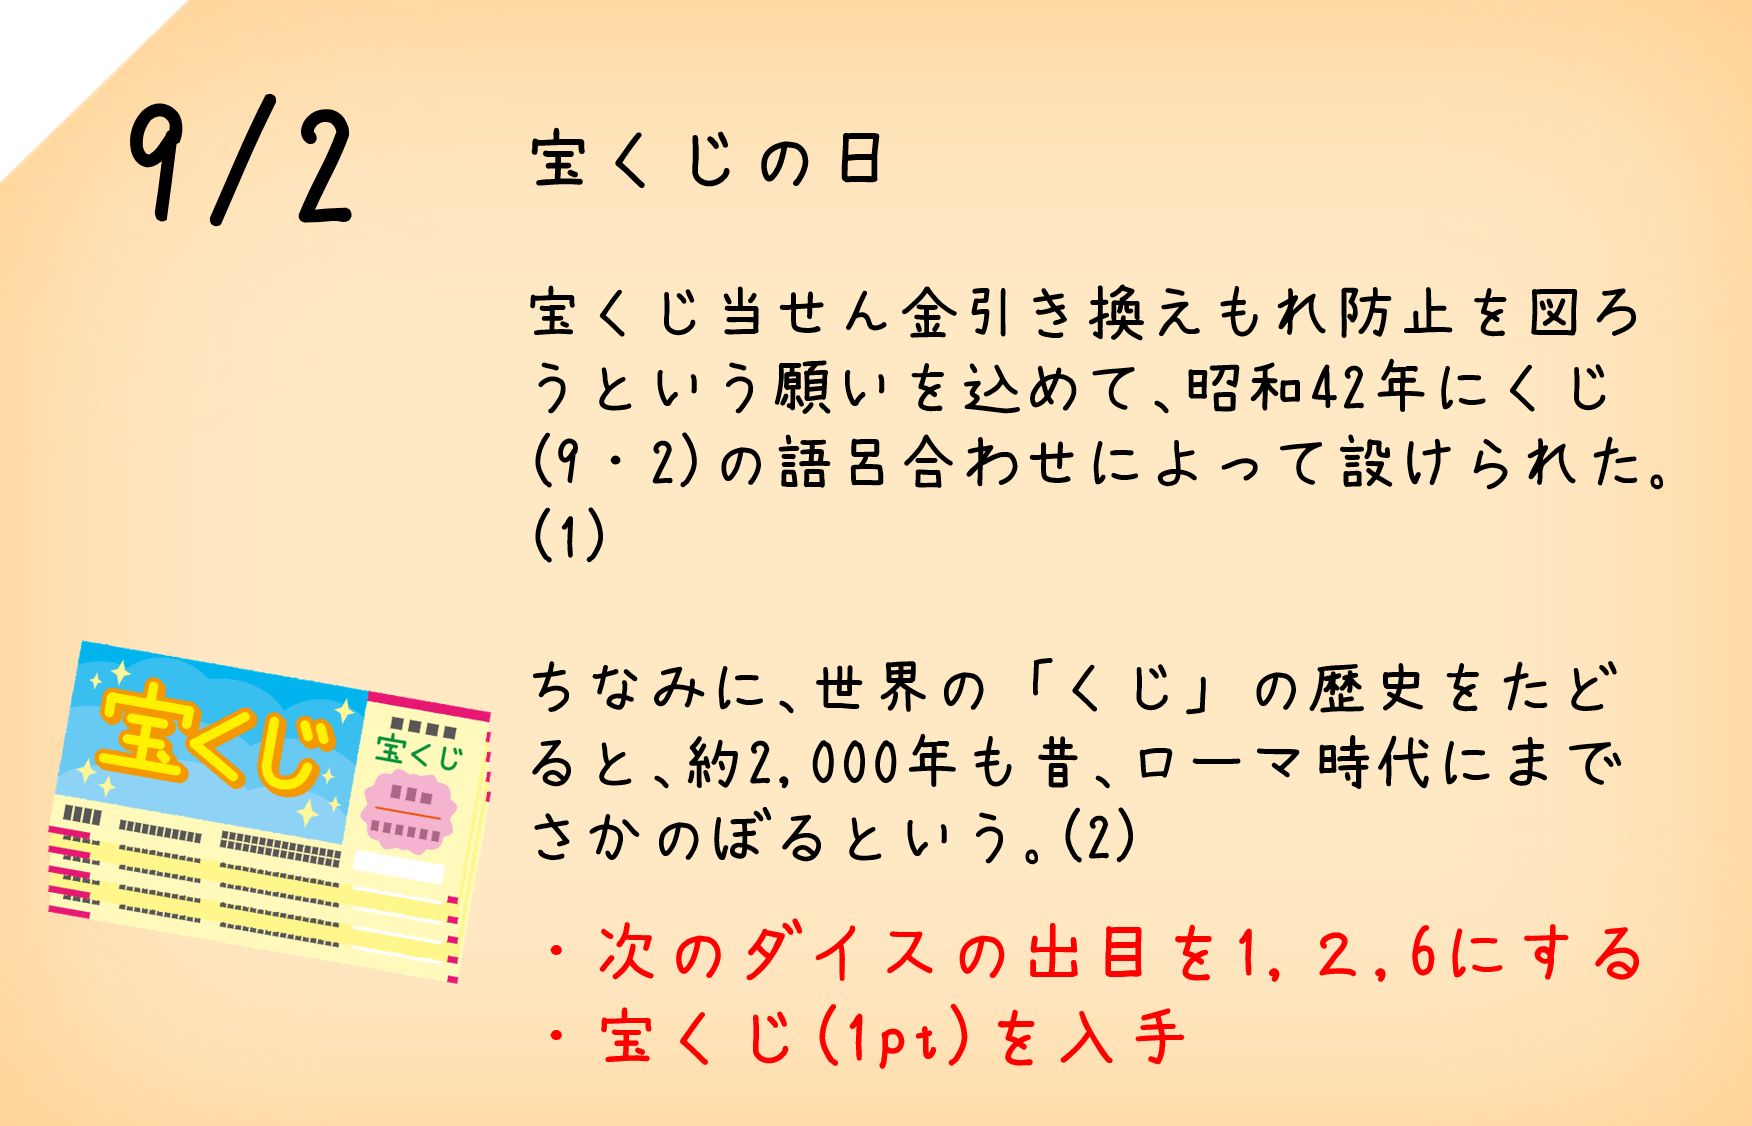 9/2
宝くじの日
宝くじ当せん金引き換えもれ防止を図ろ
うという願いを込めて、昭和42年にくじ
(9・2)の語呂合わせによって設けられた。
(1)
ちなみに、世界の「くじ」の歴史をたど
ると、約2,000年も昔、ローマ時代にまで
さかのぼるという。(2)
・次のダイスの出目を1,2,6にする
・宝くじ(1pt)を入手
宝くじ
宝くじ